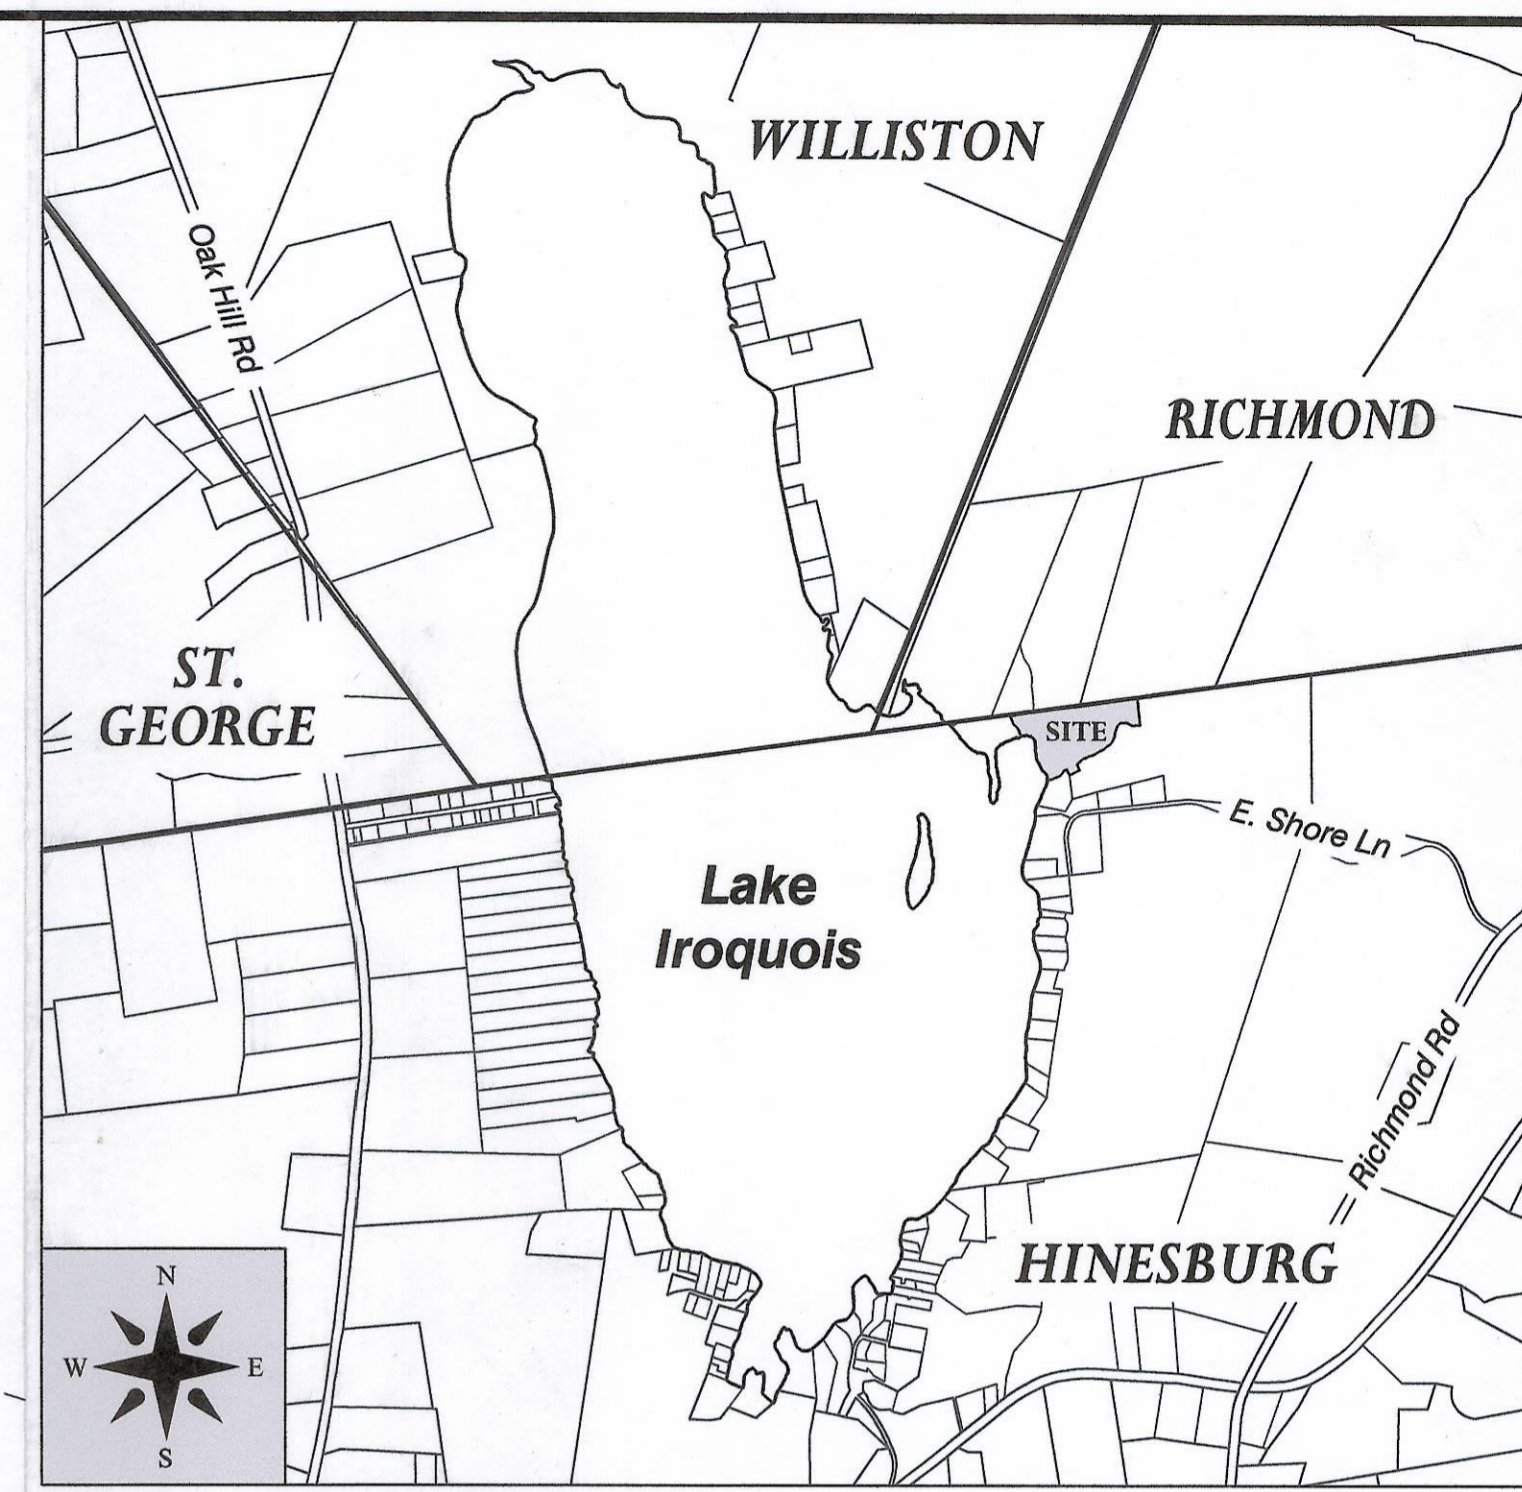 WILLISTON
Oak Hill Rd
RICHMOND
ST.
GEORGE
SITE
E. Shore Ln
Lake
Iroquois
Richmond Rd
HINESBURG
N
W E
S